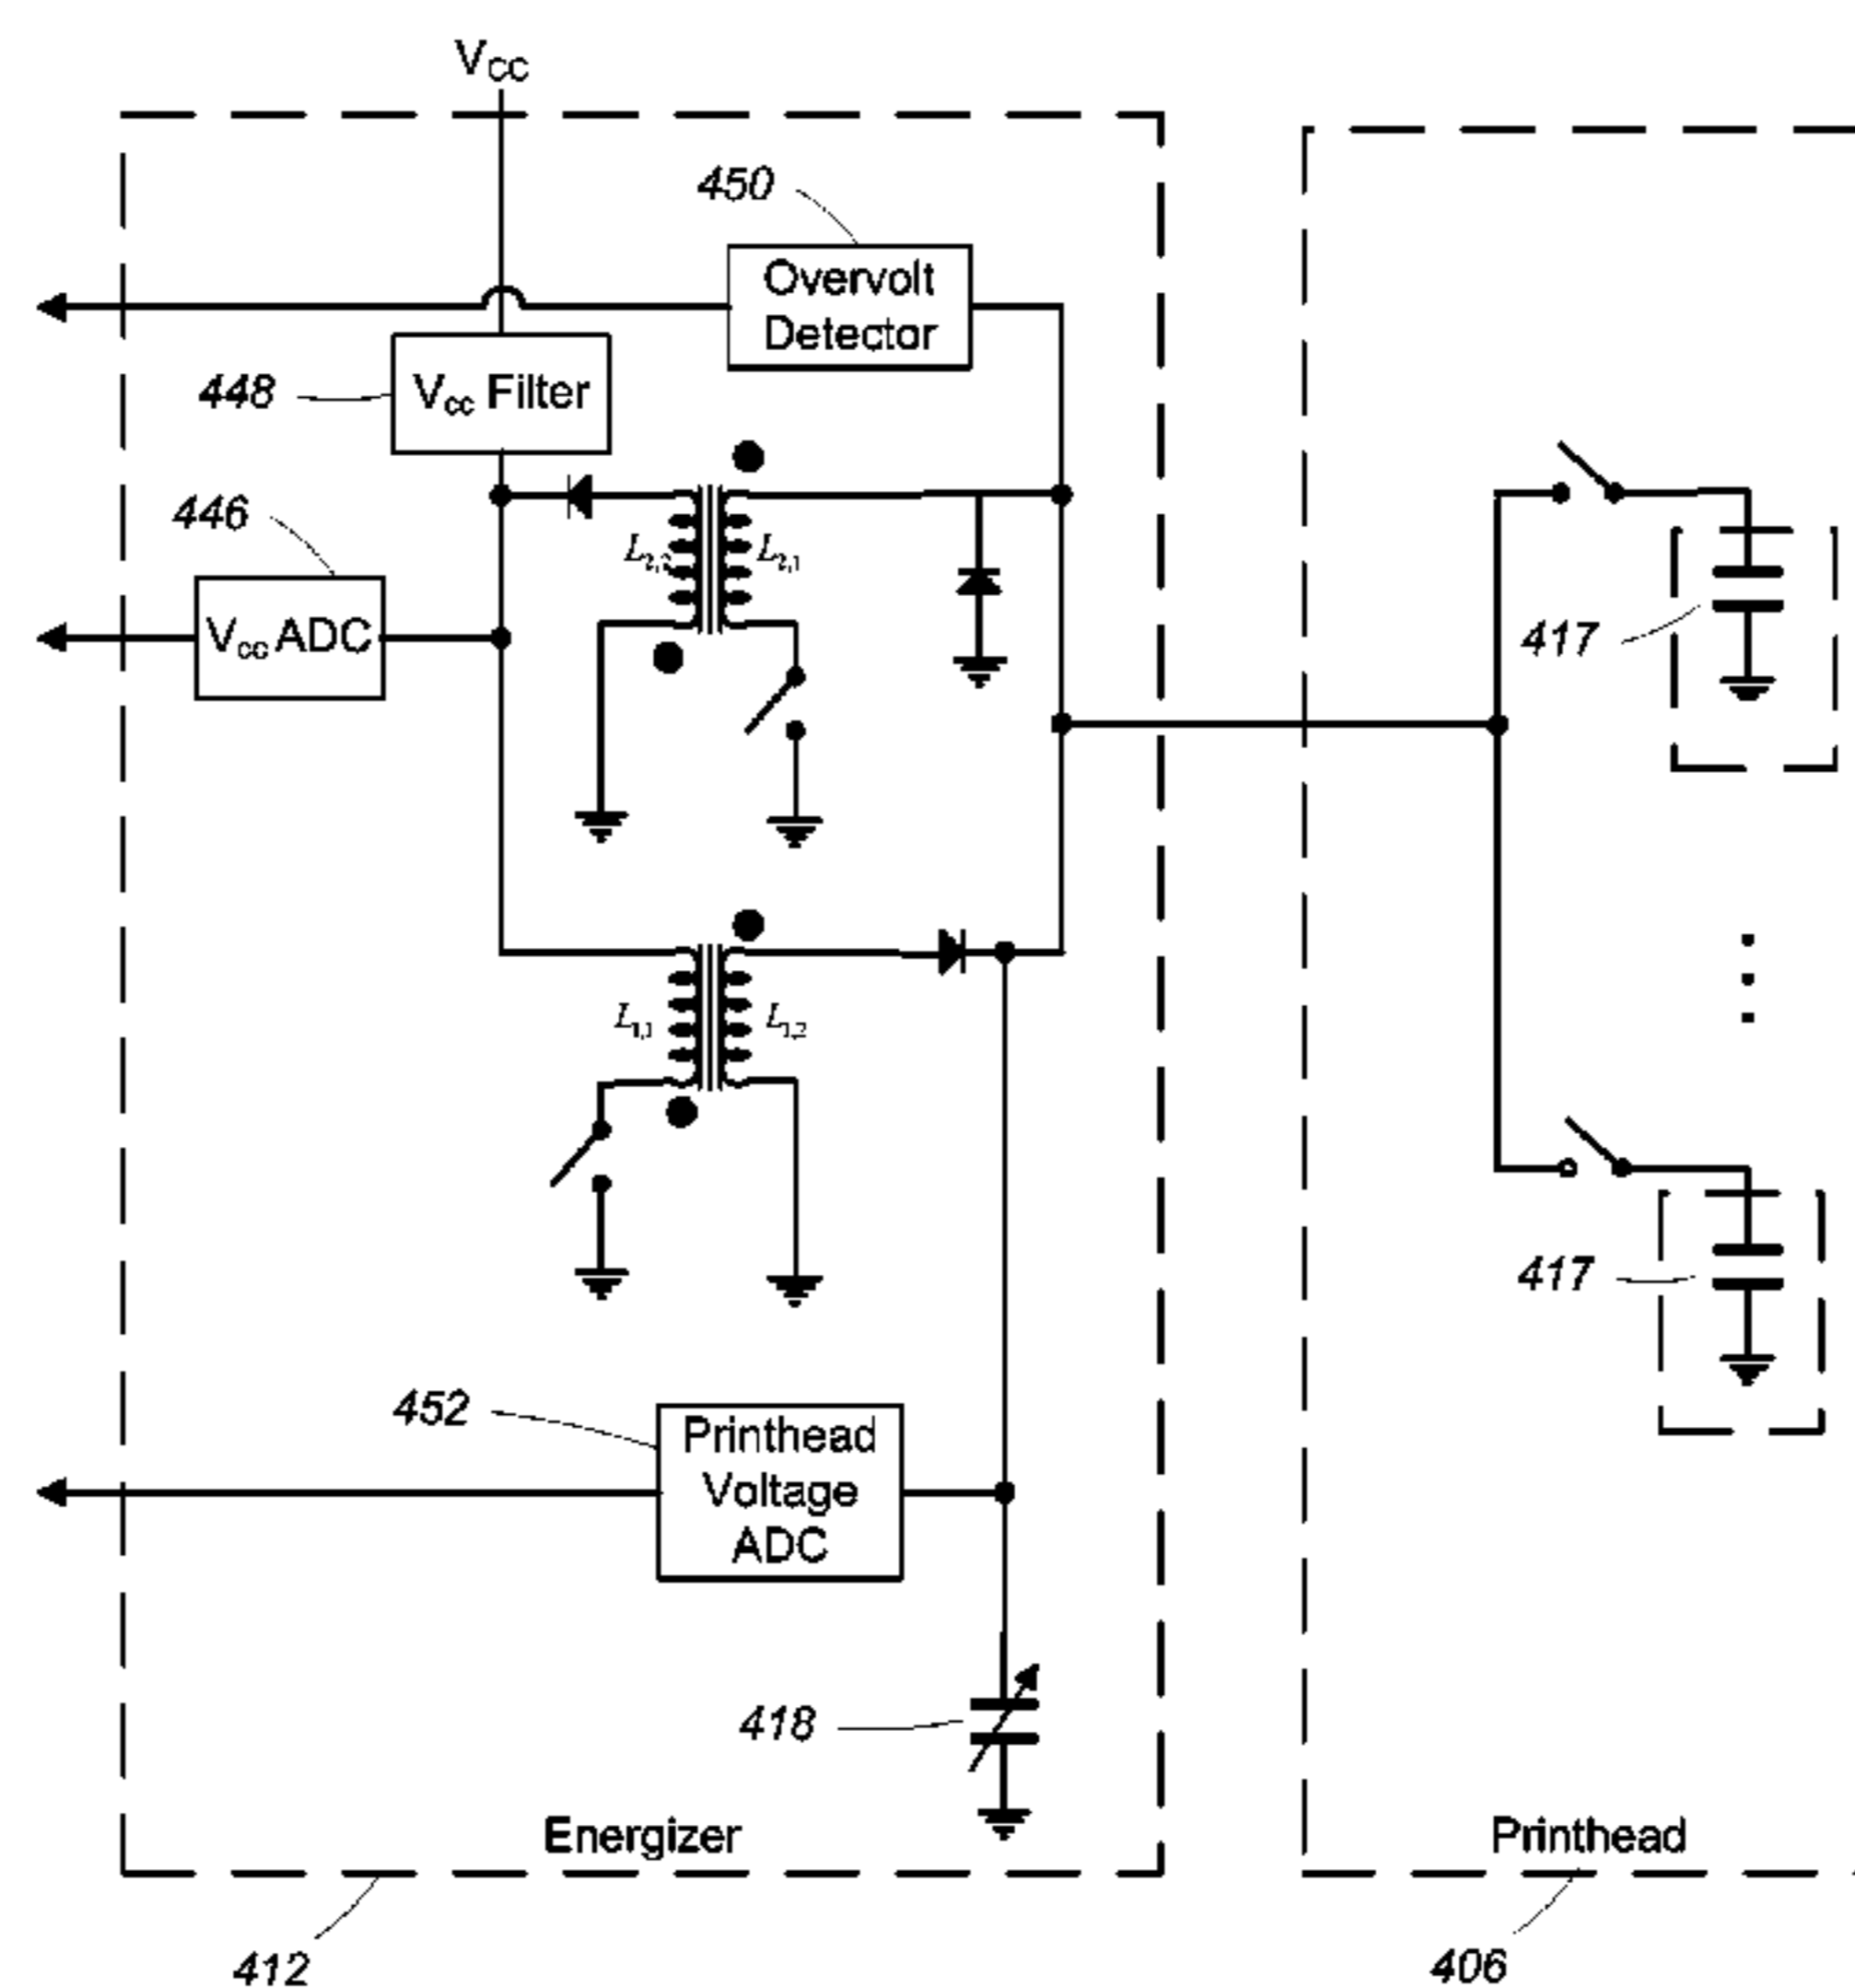 VCC
450
Overvolt
Detector
448
Vcc Filter
446
L2,2
L2,1
Vcc ADC
417
L1,1
L1,2
417
452
Printhead
Voltage
ADC
418
Energizer
Printhead
412
406